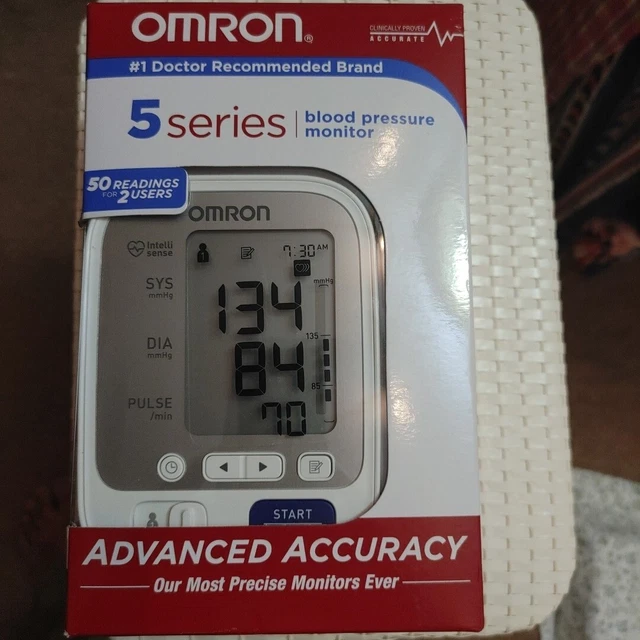 OMRON®
CLINICALLY PROVEN
ACCURATE
#1 Doctor Recommended Brand
5 series
blood pressure
monitor
50 READINGS
FOR 2 USERS
OMRON
Intelli
sense
7:30 AM
SYS
mmHg
134
mmHg
135
DIA
mmHg
84
85
PULSE
/min
70
START
ADVANCED ACCURACY
Our Most Precise Monitors Ever